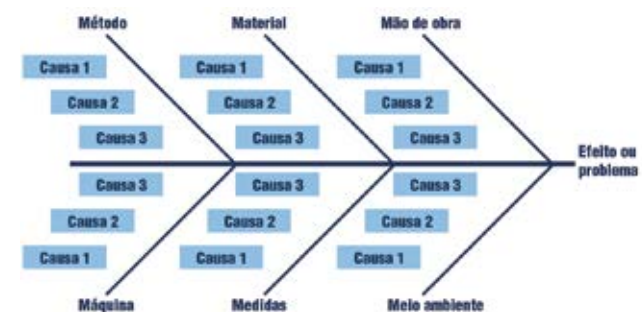 Método Material Mão de obra
Causa 1 Causa 1 Causa 1
Causa 2 Causa 2 Causa 2
Causa 3 Causa 3 Causa 3
Efeito ou
problema
Causa 3 Causa 3 Causa 3
Causa 2 Causa 2 Causa 2
Causa 1 Causa 1 Causa 1
Máquina Medidas Meio ambiente